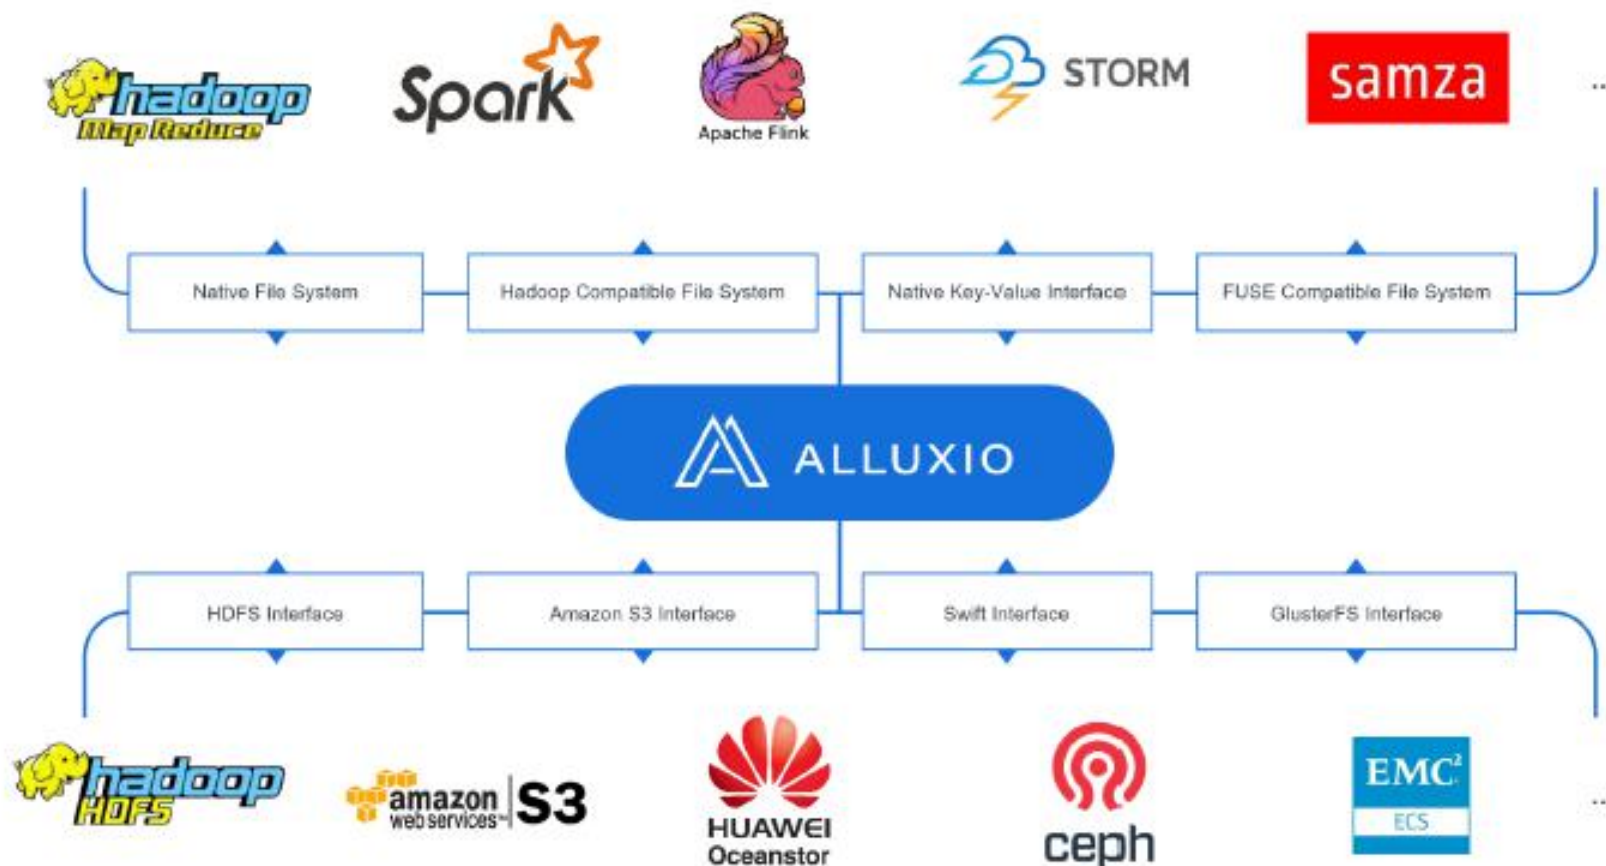 hadoop
Map Reduce
Spark
Apache Flink
STORM
samza
..
Native File System
Hadoop Compatible File System
Native Key-Value Interface
FUSE Compatible File System
ALLUXIO
HDFS Interface
Amazon S3 Interface
Swift Interface
GlusterFS Interface
hadoop
HDFS
amazon
web services™
S3
HUAWEI
Oceanstor
ceph
EMC²
ECS
..